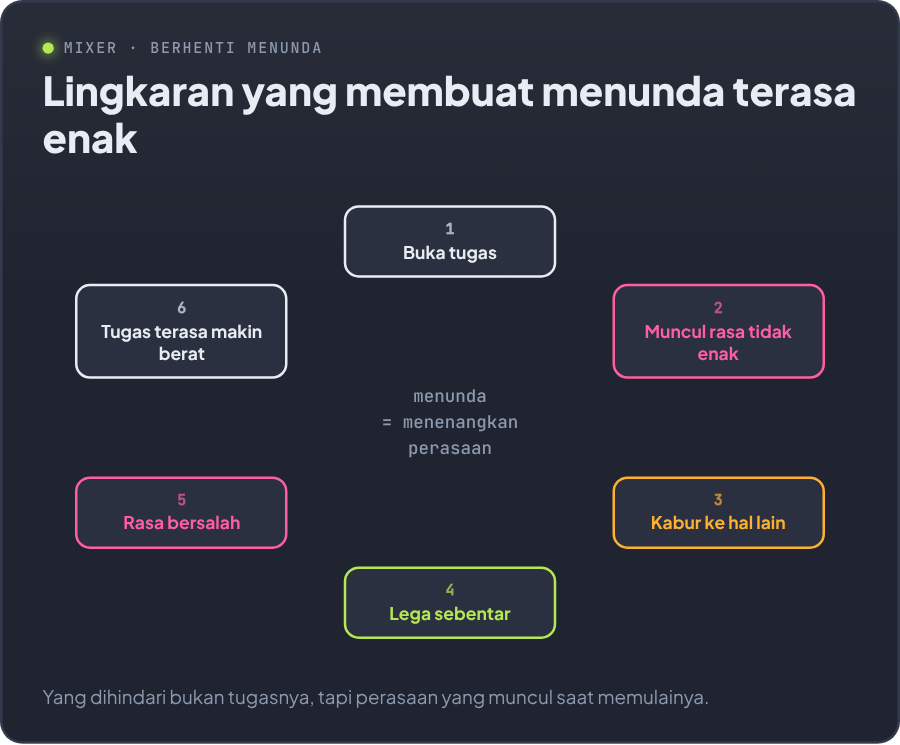 MIXER · BERHENTI MENUNDA
Lingkaran yang membuat menunda terasa
enak
1
Buka tugas
2
Muncul rasa tidak
enak
3
Kabur ke hal lain
4
Lega sebentar
5
Rasa bersalah
6
Tugas terasa makin
berat
menunda
= menenangkan
perasaan
Yang dihindari bukan tugasnya, tapi perasaan yang muncul saat memulainya.